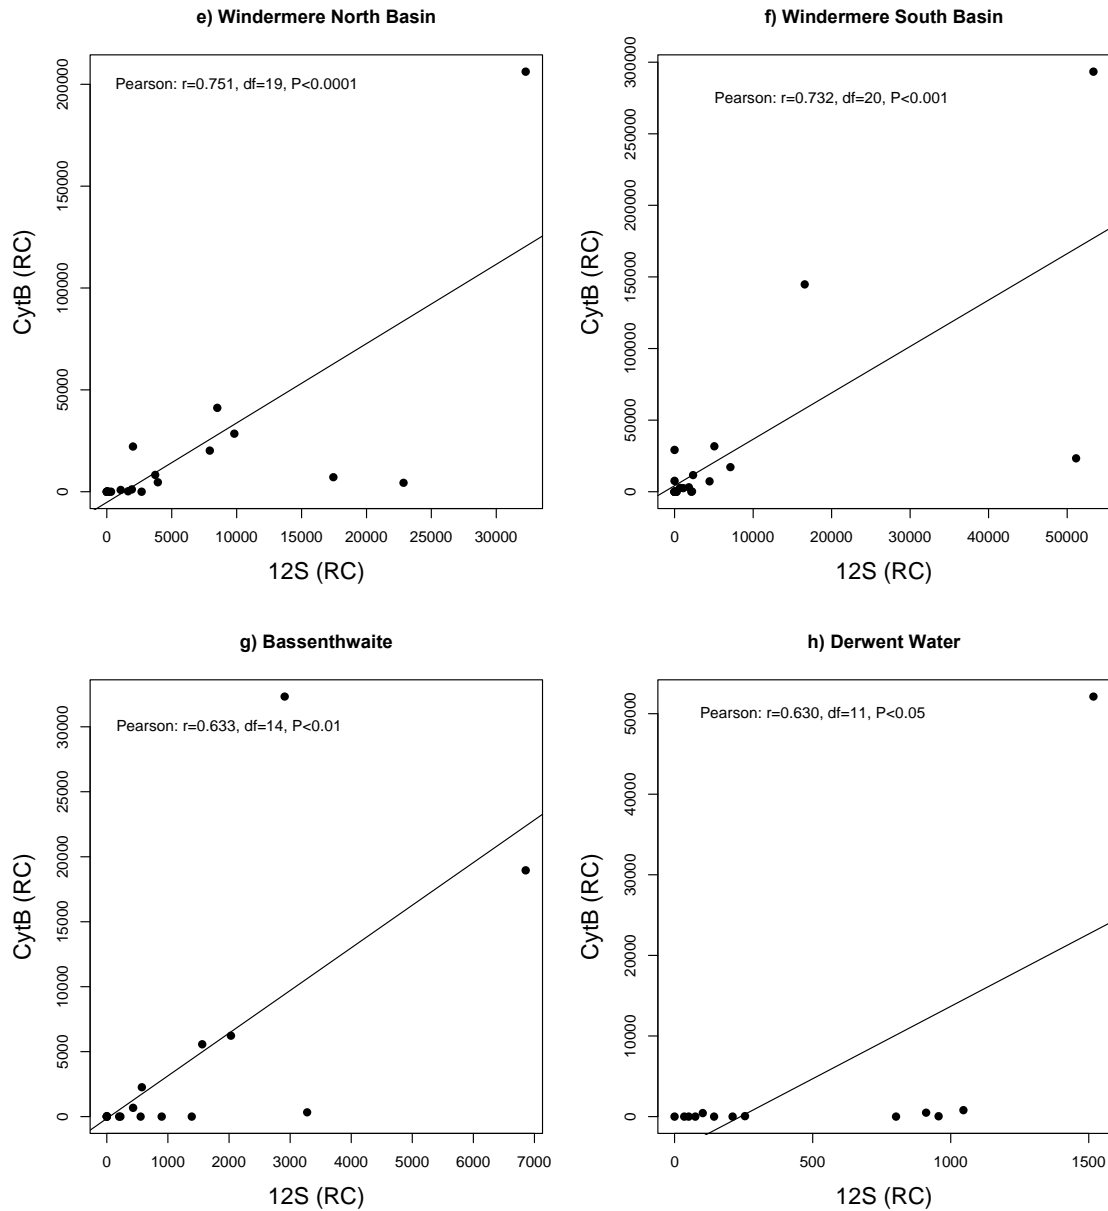 e) Windermere North Basin
Pearson: r=0.751, df=19, P<0.0001
CytB (RC)
0
50000
100000
150000
200000
0 5000 10000 15000 20000 25000 30000
12S (RC)
f) Windermere South Basin
Pearson: r=0.732, df=20, P<0.001
CytB (RC)
0
50000
100000
150000
200000
250000
300000
0 10000 20000 30000 40000 50000
12S (RC)
g) Bassenthwaite
Pearson: r=0.633, df=14, P<0.01
CytB (RC)
0
5000
10000
15000
20000
25000
30000
0 1000 2000 3000 4000 5000 6000 7000
12S (RC)
h) Derwent Water
Pearson: r=0.630, df=11, P<0.05
CytB (RC)
0
10000
20000
30000
40000
50000
0 500 1000 1500
12S (RC)